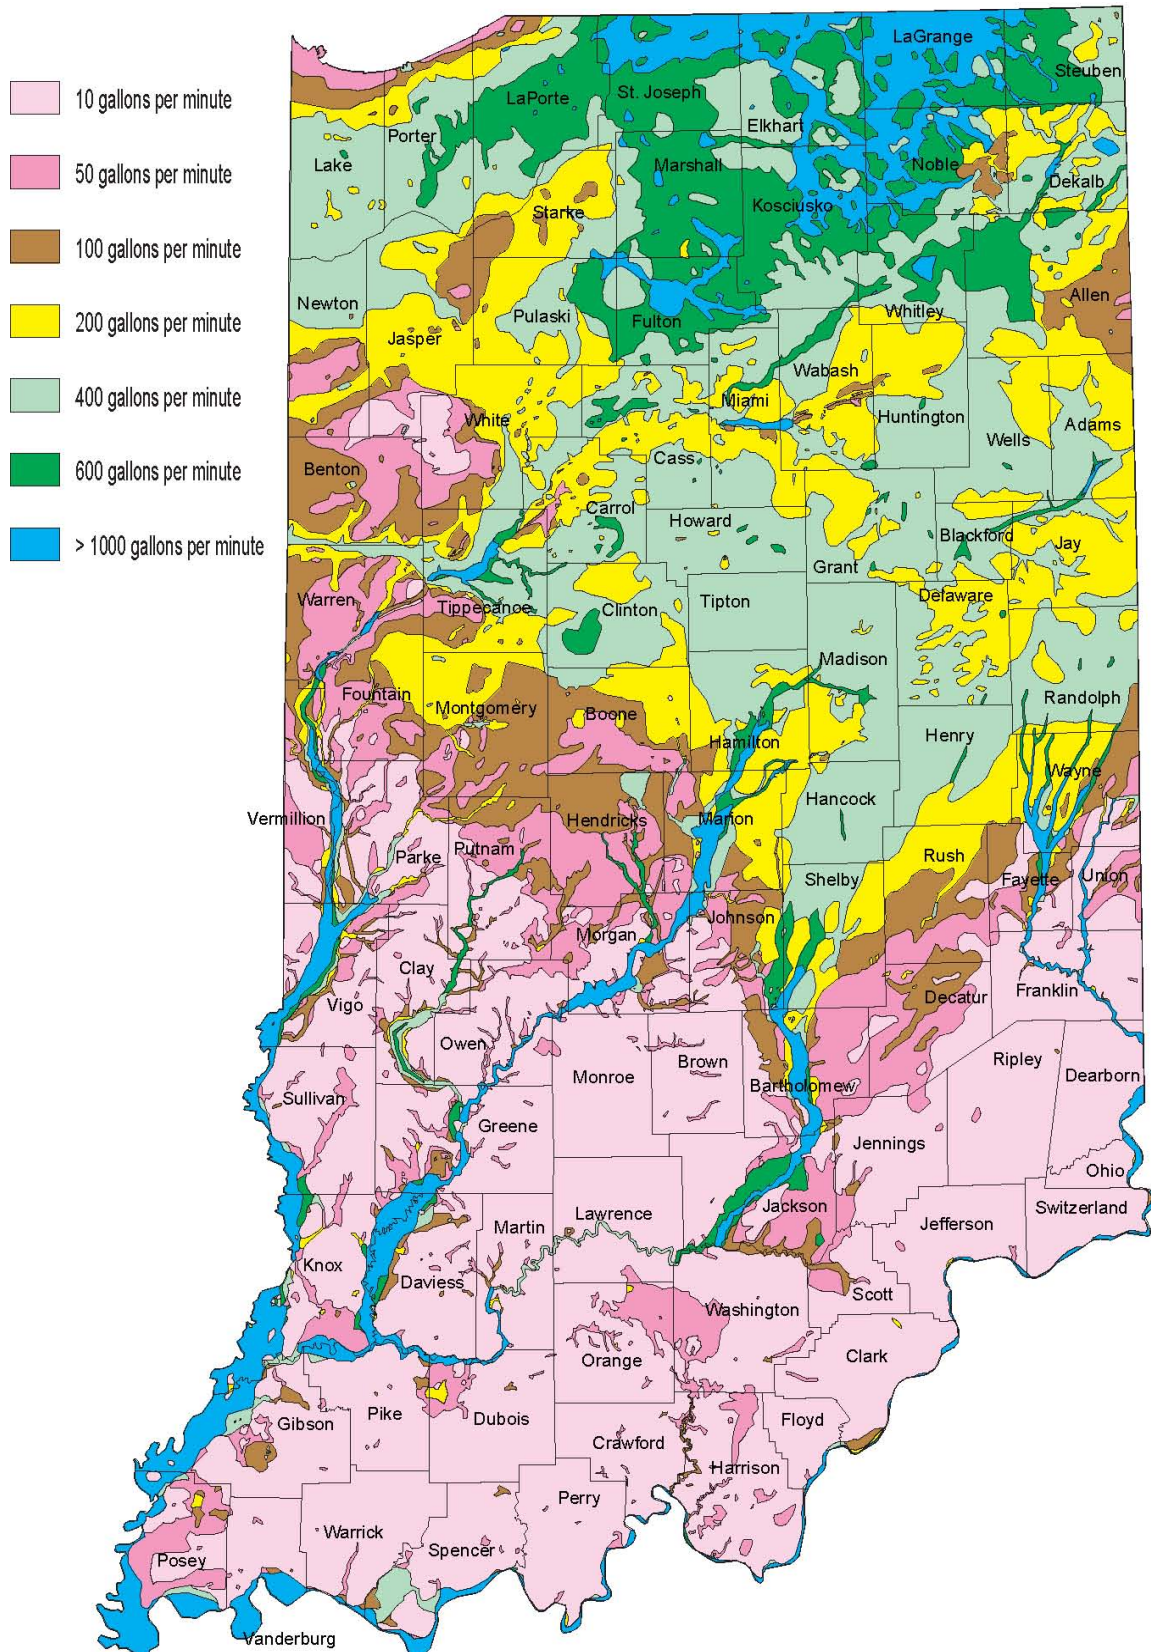 10 gallons per minute
50 gallons per minute
100 gallons per minute
200 gallons per minute
400 gallons per minute
600 gallons per minute
> 1000 gallons per minute
LaGrange
Steuben
LaPorte
St. Joseph
Elkhart
Porter
Lake
Marshall
Noble
Dekalb
Starke
Kosciusko
Newton
Allen
Pulaski
Fulton
Whitley
Jasper
Wabash
Miami
White
Huntington
Adams
Wells
Benton
Cass
Carrol
Howard
Blackford
Jay
Grant
Warren
Tippecanoe
Clinton
Tipton
Delaware
Madison
Fountain
Montgomery
Boone
Randolph
Hamilton
Henry
Wayne
Hancock
Vermillion
Hendricks
Marion
Parke
Putnam
Rush
Shelby
Fayette
Union
Johnson
Morgan
Clay
Vigo
Decatur
Franklin
Owen
Monroe
Brown
Ripley
Dearborn
Bartholomew
Sullivan
Greene
Jennings
Ohio
Martin
Lawrence
Jackson
Switzerland
Jefferson
Knox
Daviess
Scott
Washington
Orange
Clark
Gibson
Pike
Dubois
Floyd
Crawford
Harrison
Perry
Warrick
Spencer
Posey
Vanderburg